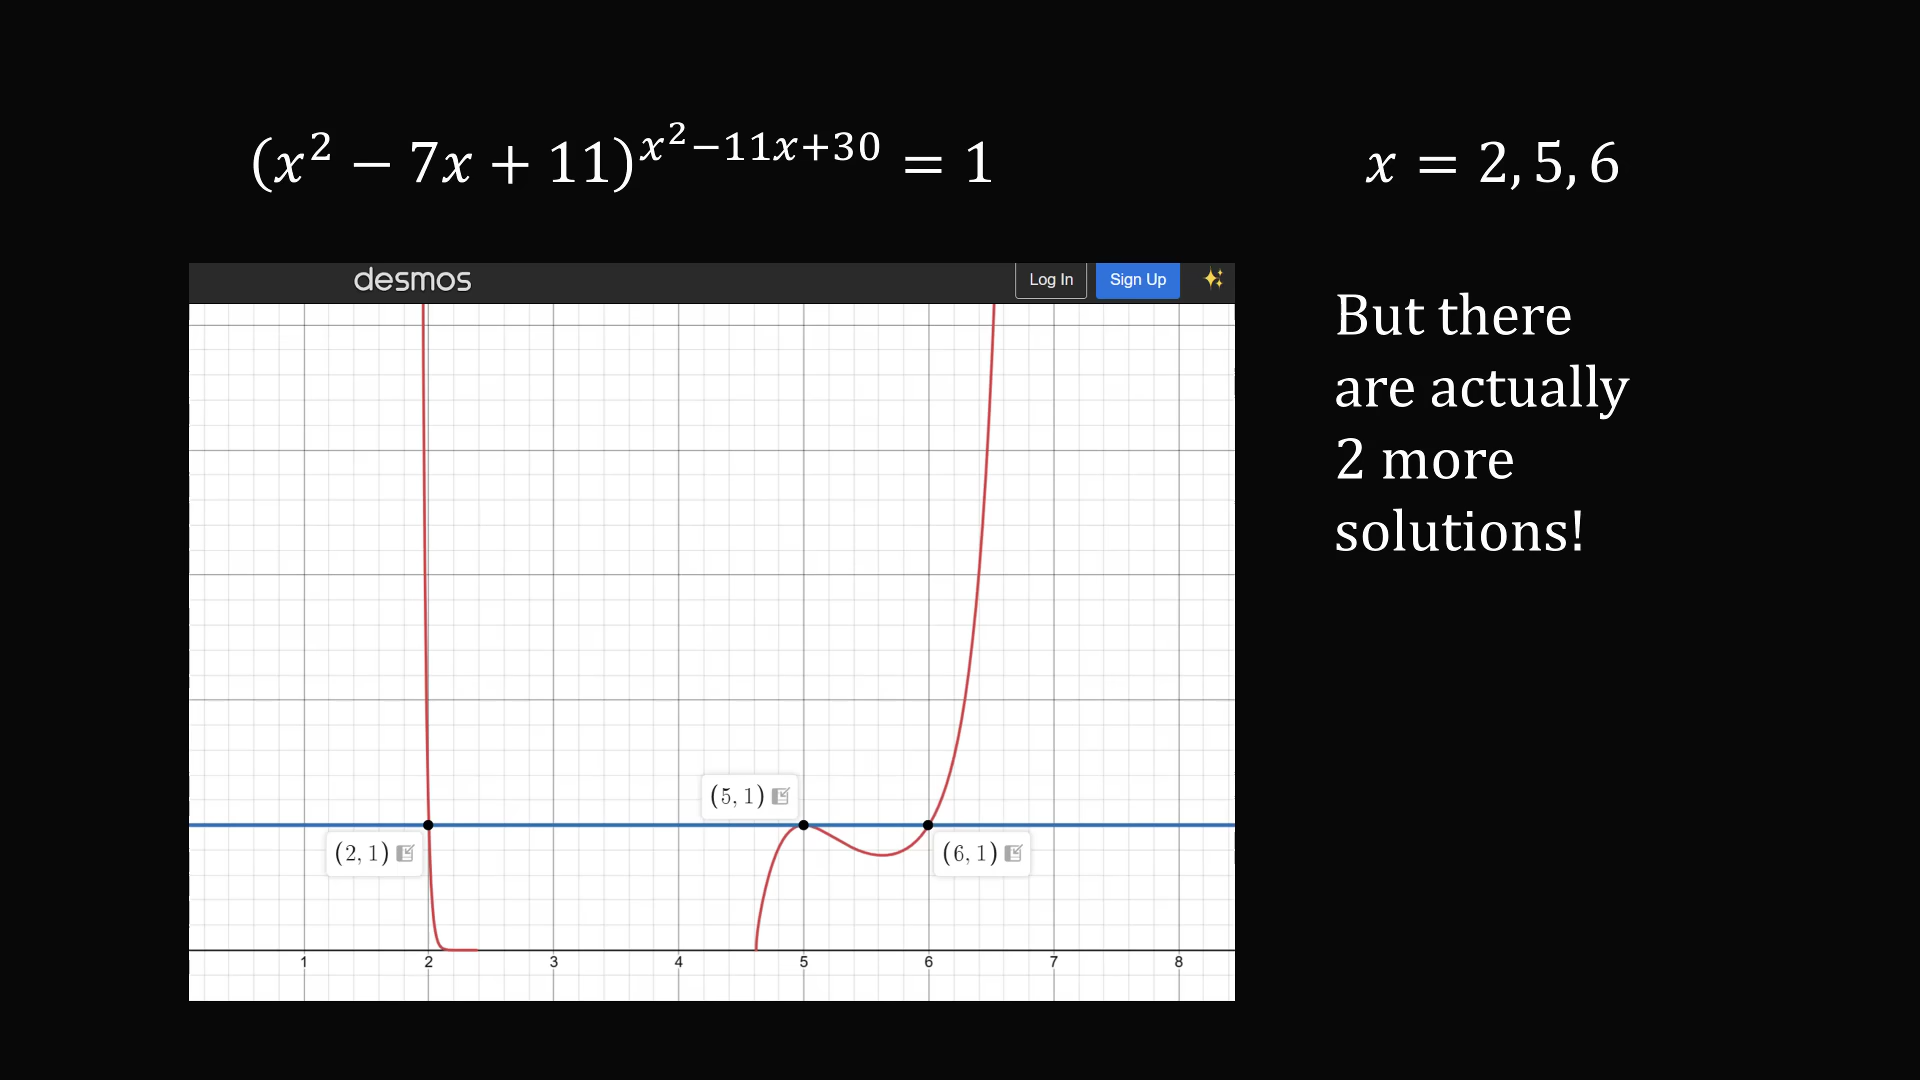 (x² − 7x + 11)^{x²−11x+30} = 1
x = 2, 5, 6
desmos
Log In
Sign Up
But there
are actually
2 more
solutions!
(5, 1)
(2, 1)
(6, 1)
1 2 3 4 5 6 7 8